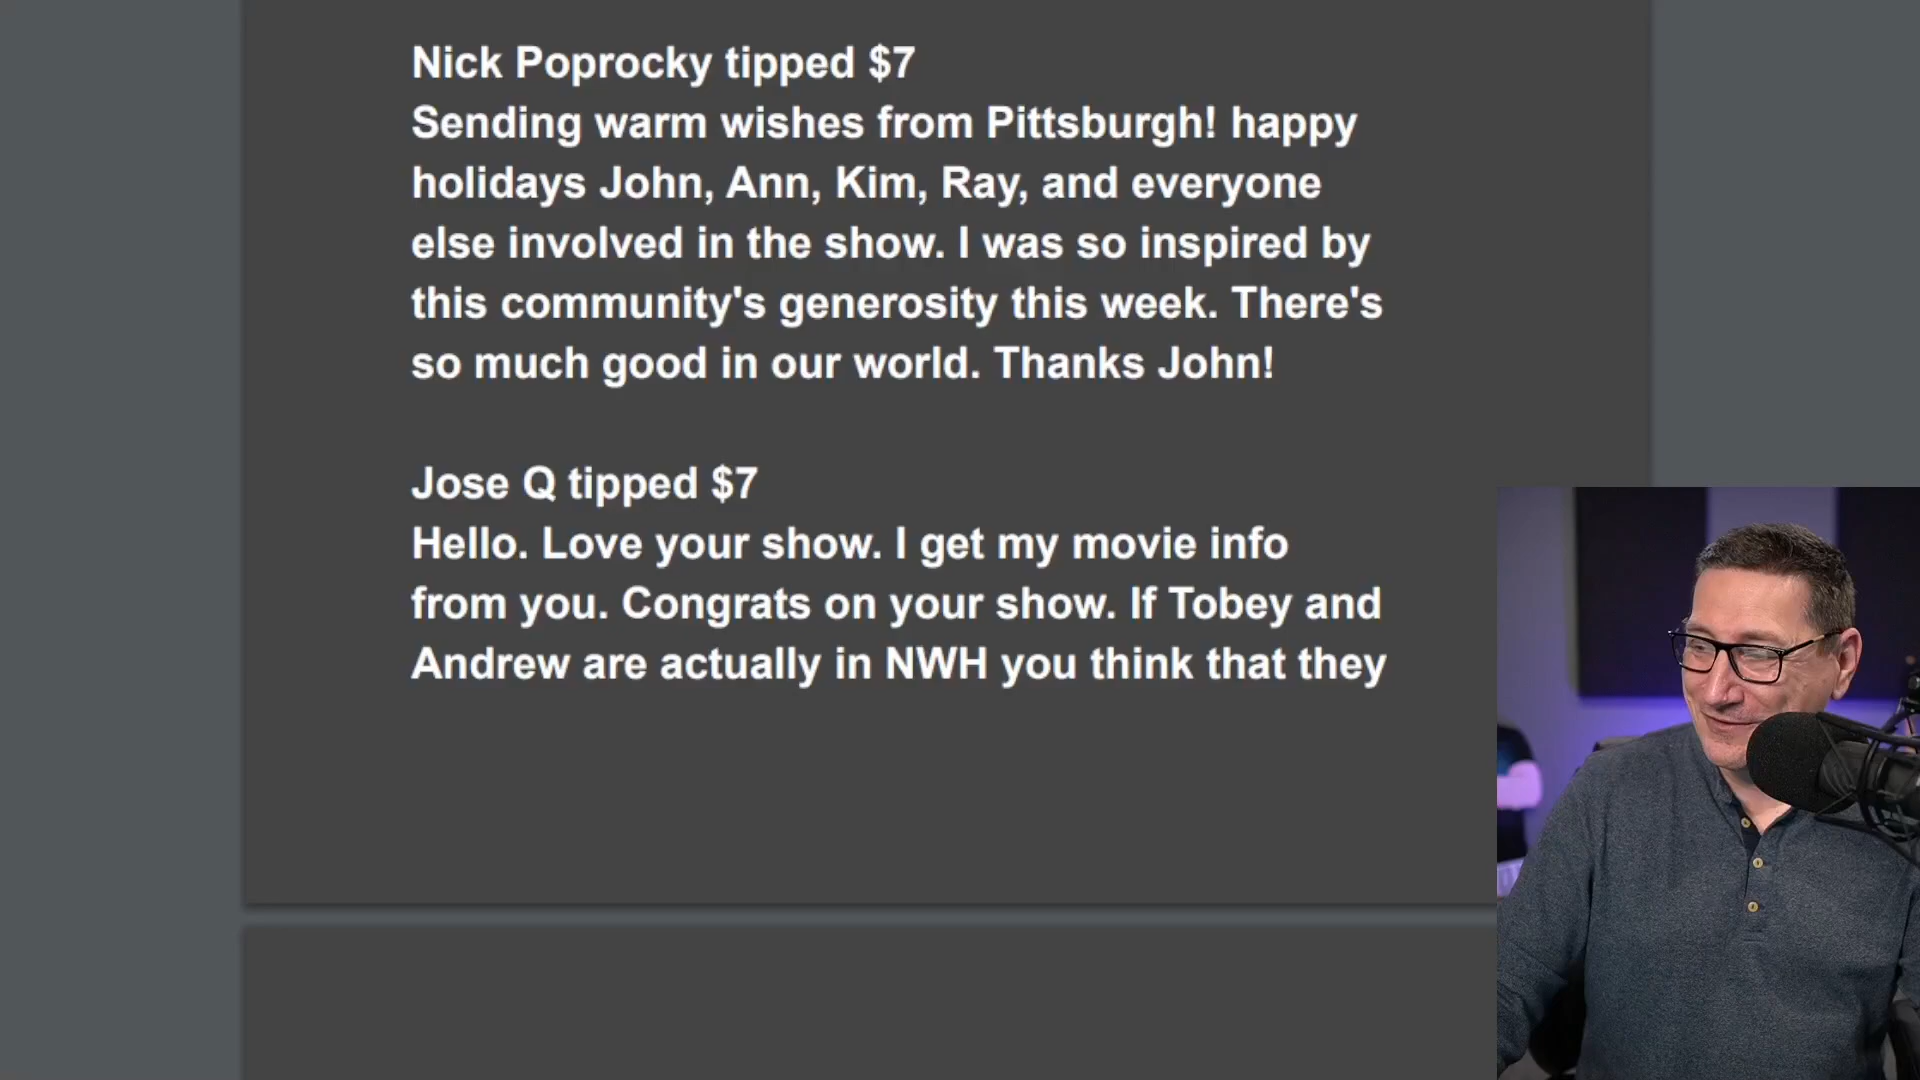 Nick Poprocky tipped $7
Sending warm wishes from Pittsburgh! happy
holidays John, Ann, Kim, Ray, and everyone
else involved in the show. I was so inspired by
this community's generosity this week. There's
so much good in our world. Thanks John!
Jose Q tipped $7
Hello. Love your show. I get my movie info
from you. Congrats on your show. If Tobey and
Andrew are actually in NWH you think that they